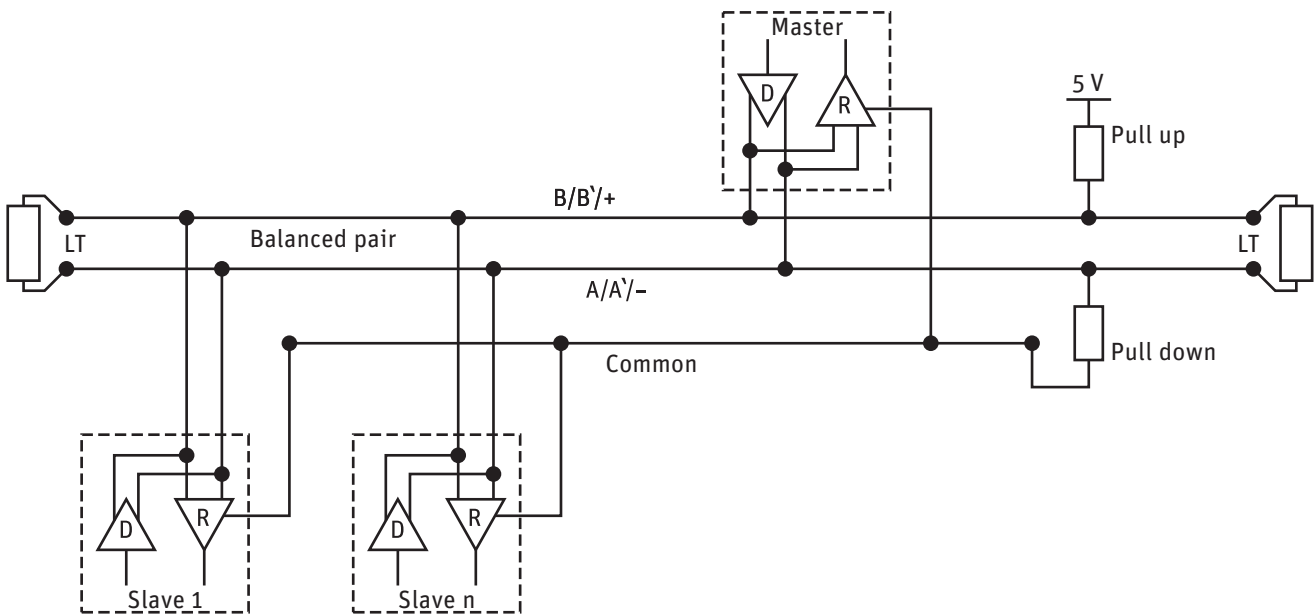 Master
D
R
5 V
Pull up
B/B`/+
LT
Balanced pair
LT
A/A`/–
Common
Pull down
D
R
D
R
Slave 1
Slave n